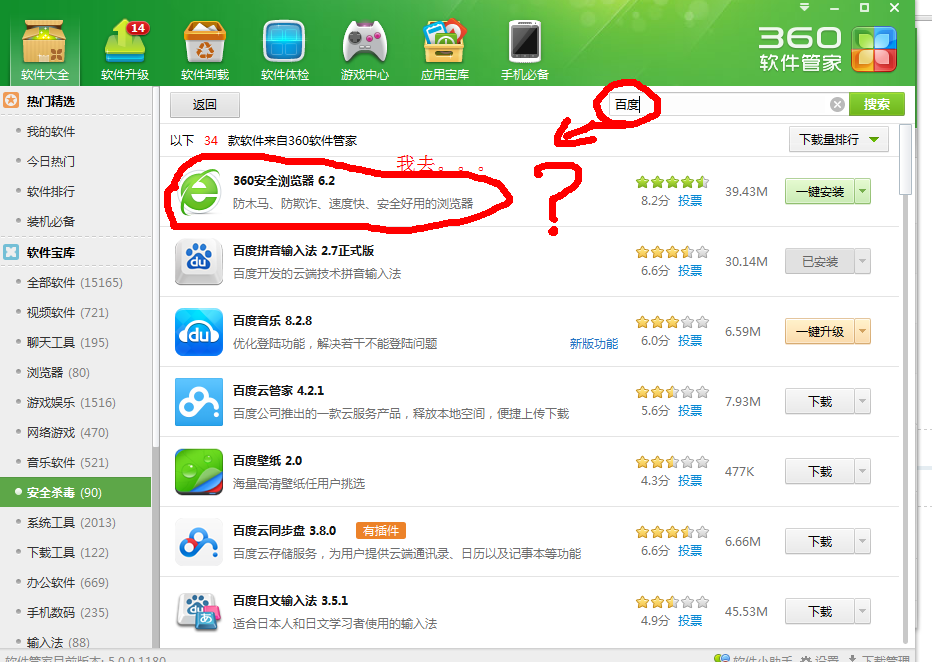 14
软件大全 软件升级 软件卸载 软件体检 游戏中心 应用宝库 手机必备
360
软件管家
热门精选
我的软件
今日热门
软件排行
装机必备
软件宝库
全部软件 (15165)
视频软件 (721)
聊天工具 (195)
浏览器 (80)
游戏娱乐 (1516)
网络游戏 (470)
音乐软件 (521)
安全杀毒 (90)
系统工具 (2013)
下载工具 (122)
办公软件 (669)
手机数码 (235)
输入法 (88)
返回 百度 搜索
以下 34 款软件来自360软件管家 下载量排行
我去。。。
?
360安全浏览器 6.2
防木马、防欺诈、速度快、安全好用的浏览器
8.2分 投票 39.43M 一键安装
百度拼音输入法 2.7正式版
百度开发的云端技术拼音输入法
6.6分 投票 30.14M 已安装
百度音乐 8.2.8
优化登陆功能，解决若干不能登陆问题 新版功能
6.0分 投票 6.59M 一键升级
百度云管家 4.2.1
百度公司推出的一款云服务产品，释放本地空间，便捷上传下载
5.6分 投票 7.93M 下载
百度壁纸 2.0
海量高清壁纸任用户挑选
4.3分 投票 477K 下载
百度云同步盘 3.8.0 有插件
百度云存储服务，为用户提供云端通讯录、日历以及记事本等功能
6.6分 投票 6.66M 下载
百度日文输入法 3.5.1
适合日本人和日文学习者使用的输入法
4.9分 投票 45.53M 下载
du
du
du
あ
软件管家目前版本: 5.0.0.1180 软件小助手 设置 下载管理